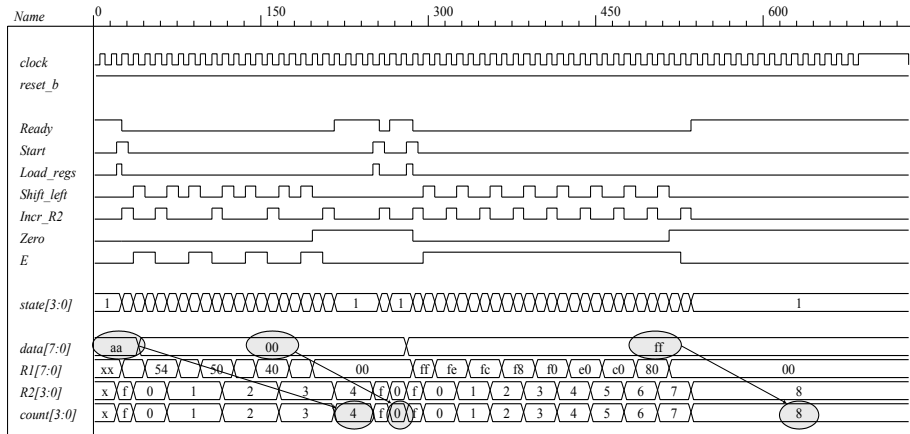 Name 0 150 300 450 600
clock
reset_b
Ready
Start
Load_regs
Shift_left
Incr_R2
Zero
E
state[3:0] 1 1 1 1
data[7:0] aa 00 ff
R1[7:0] xx 54 50 40 00 ff fe fc f8 f0 e0 c0 80 00
R2[3:0] x f 0 1 2 3 4 f 0 f 0 1 2 3 4 5 6 7 8
count[3:0] x f 0 1 2 3 4 f 0 f 0 1 2 3 4 5 6 7 8